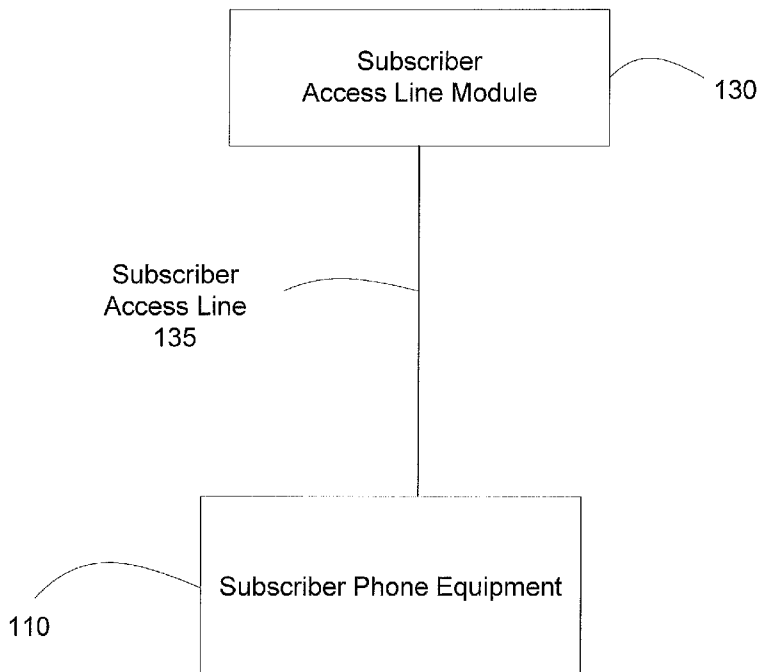 Subscriber
Access Line Module
130
Subscriber
Access Line
135
Subscriber Phone Equipment
110